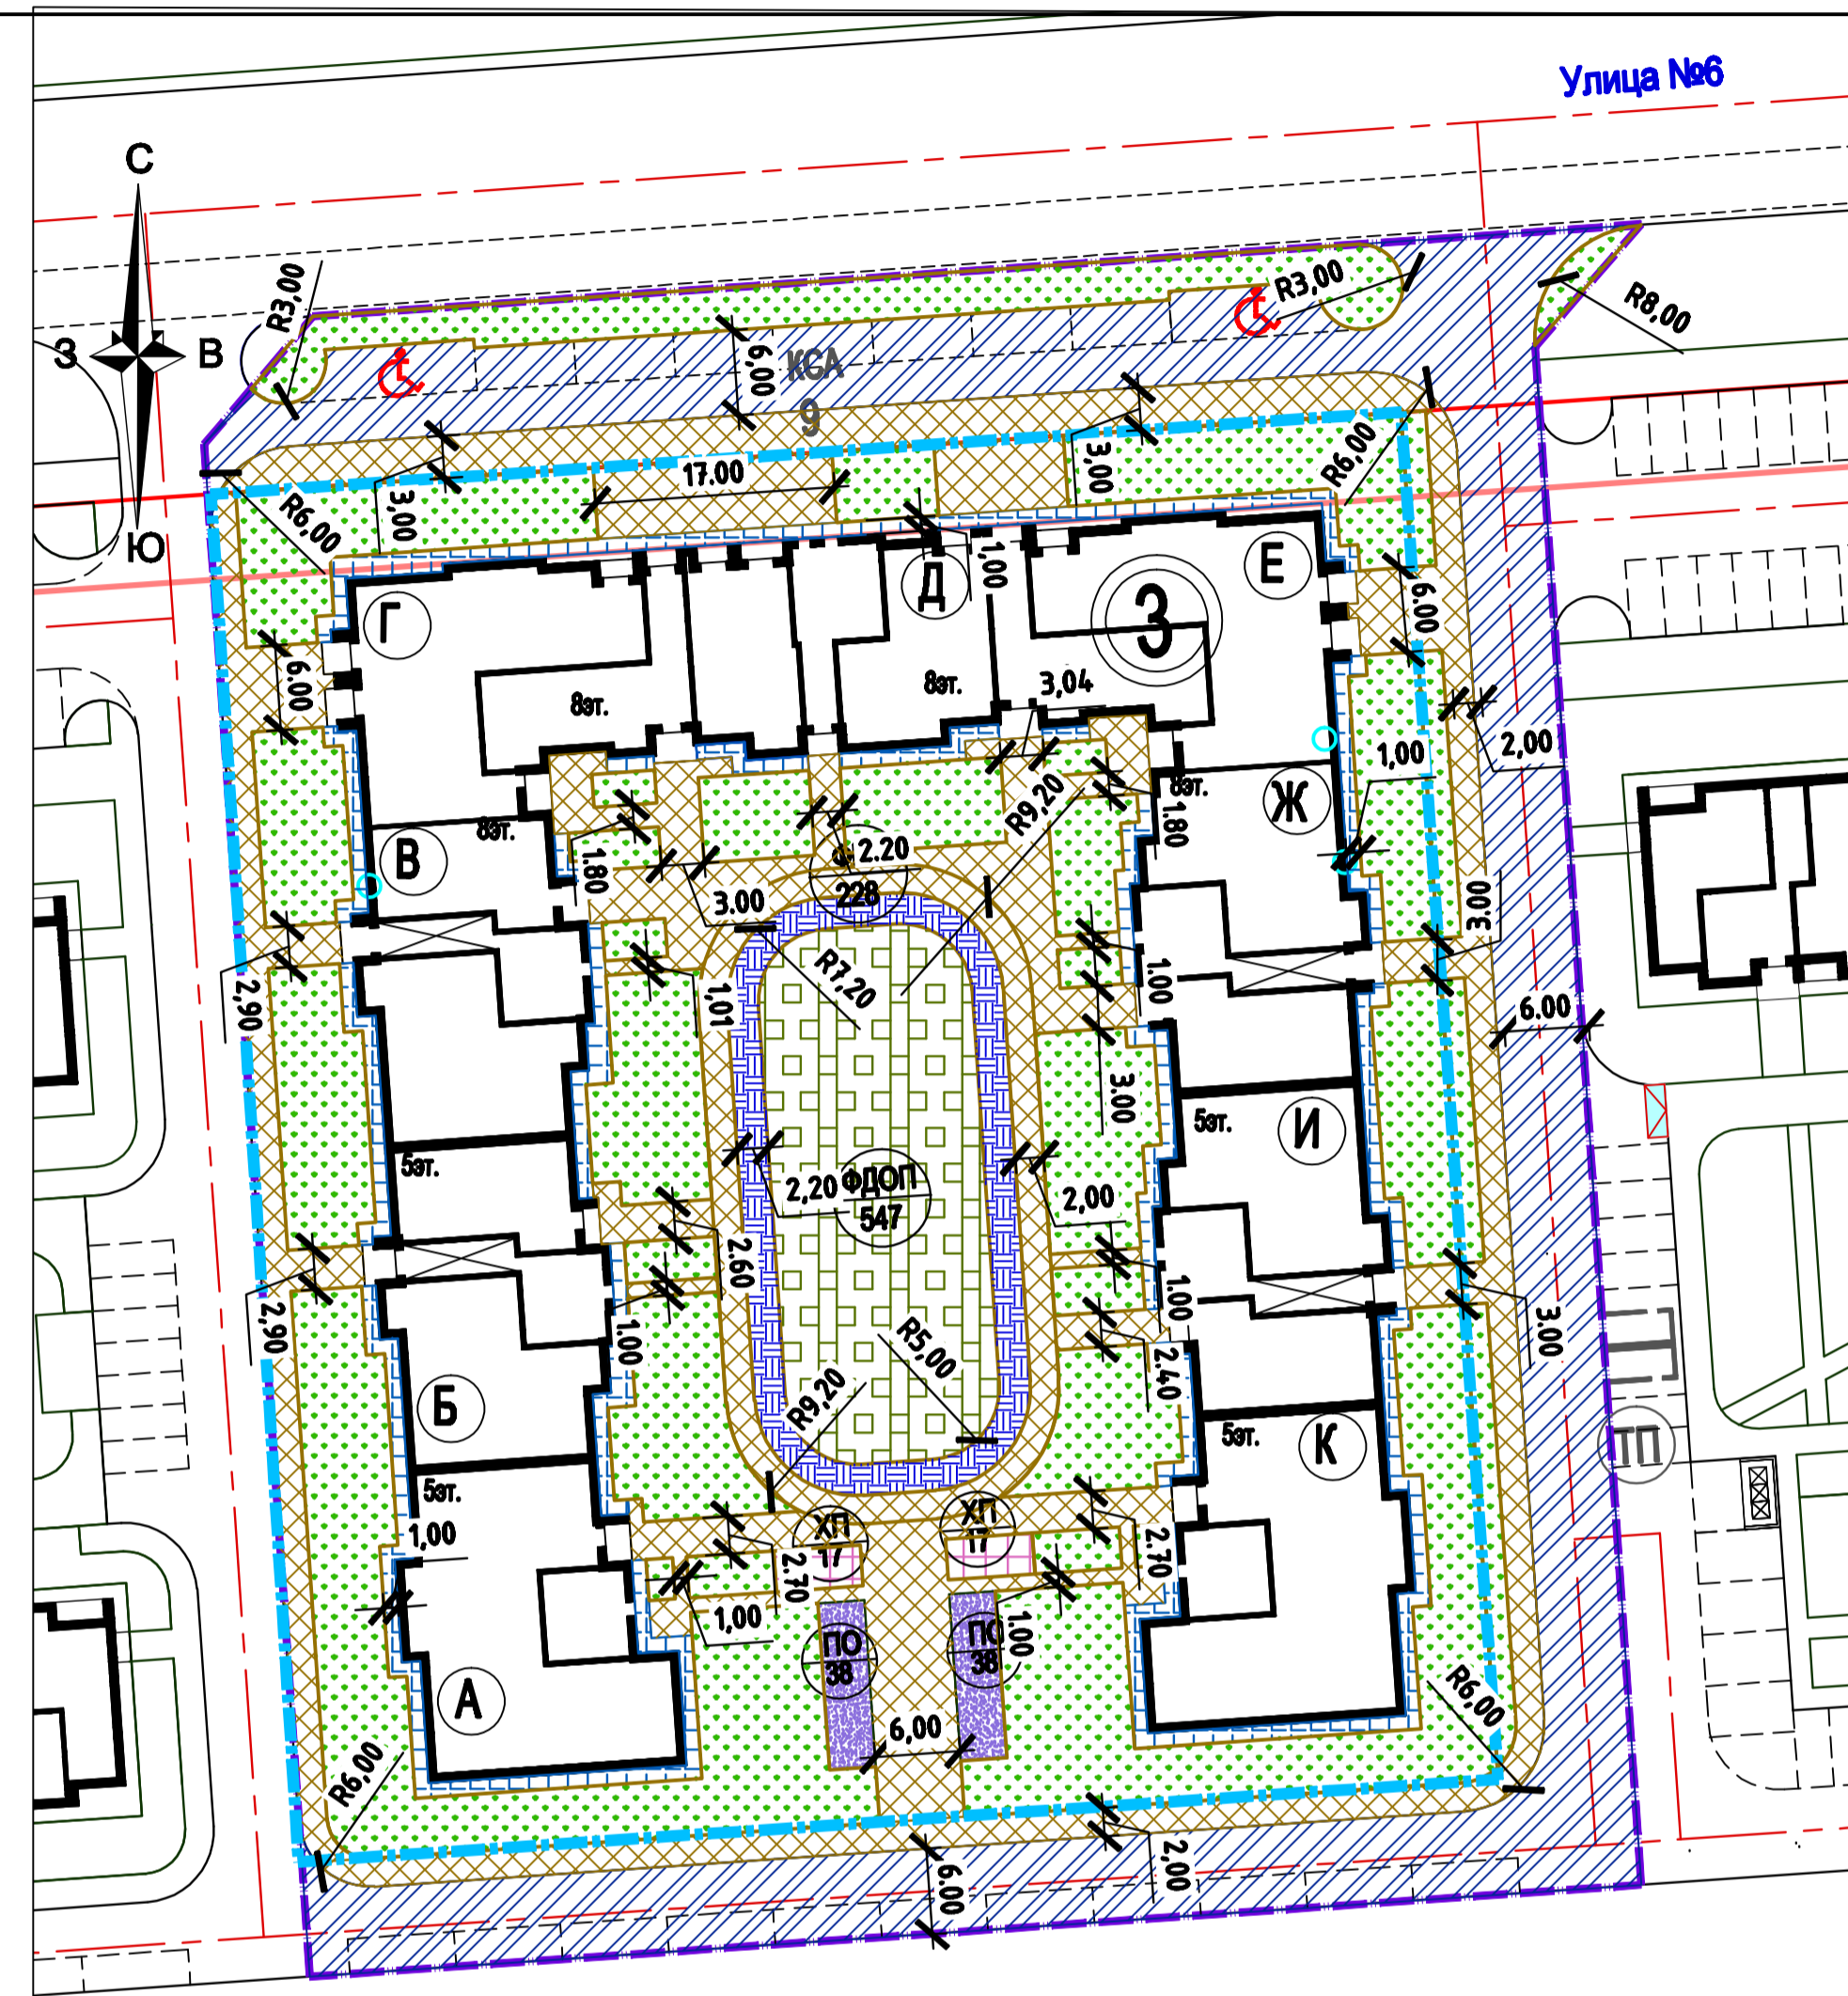 Улица №6
С
З
В
Ю
R3,00
R3,00
R8,00
6,00
КСА
9
17.00
3,00
3,00
R6,00
R6,00
Г
Д
Е
З
1,00
6.00
6.00
8эт.
8эт.
3,04
2,00
1,00
8эт.
8эт.
Ж
В
R9,20
1.80
1.80
2.20
228
3.00
3.00
R7,20
1,01
1.00
2,90
6.00
3.00
5эт.
5эт.
И
2,20
ФДОП
547
2,00
2.60
1.00
1.00
2,90
3.00
R5,00
R9,20
2.40
Б
5эт.
К
ТП
5эт.
1,00
ХП
17
ХП
17
2.70
2.70
1,00
1.00
ПО
38
ПО
38
А
6,00
R6,00
R6,00
2,00
6.00